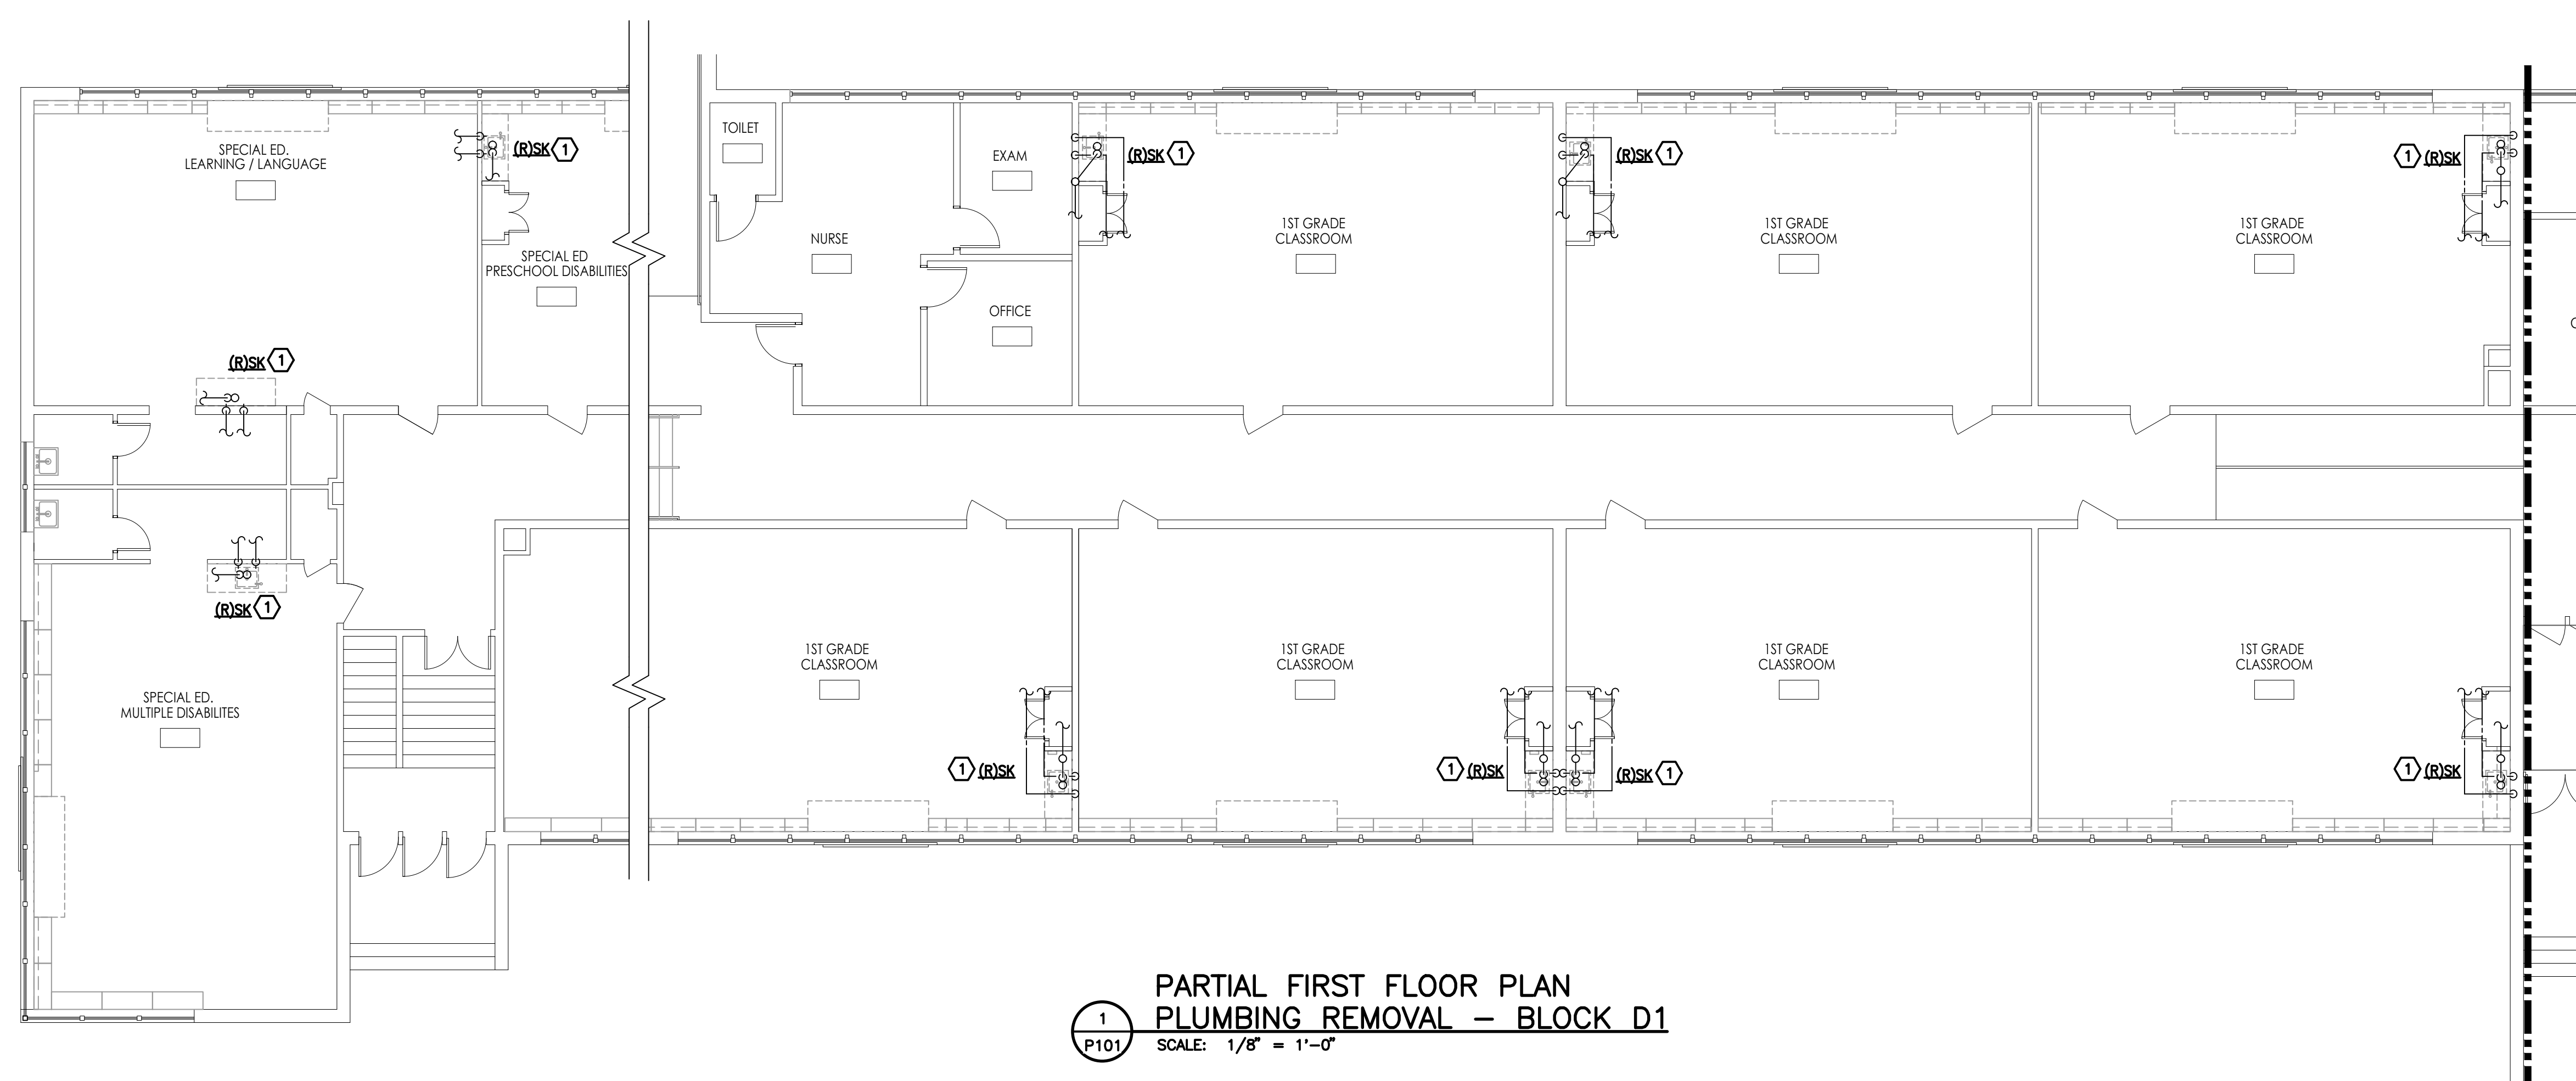 TOILET
(R)SK 1
SPECIAL ED.
LEARNING / LANGUAGE
EXAM
(R)SK 1
(R)SK 1
1 (R)SK
NURSE
1ST GRADE
CLASSROOM
1ST GRADE
CLASSROOM
1ST GRADE
CLASSROOM
SPECIAL ED
PRESCHOOL DISABILITIES
OFFICE
(R)SK 1
(R)SK 1
SPECIAL ED.
MULTIPLE DISABILITES
1ST GRADE
CLASSROOM
1ST GRADE
CLASSROOM
1ST GRADE
CLASSROOM
1ST GRADE
CLASSROOM
1 (R)SK
1 (R)SK
(R)SK 1
1 (R)SK
1
P101
PARTIAL FIRST FLOOR PLAN
PLUMBING REMOVAL – BLOCK D1
SCALE: 1/8" = 1'-0"